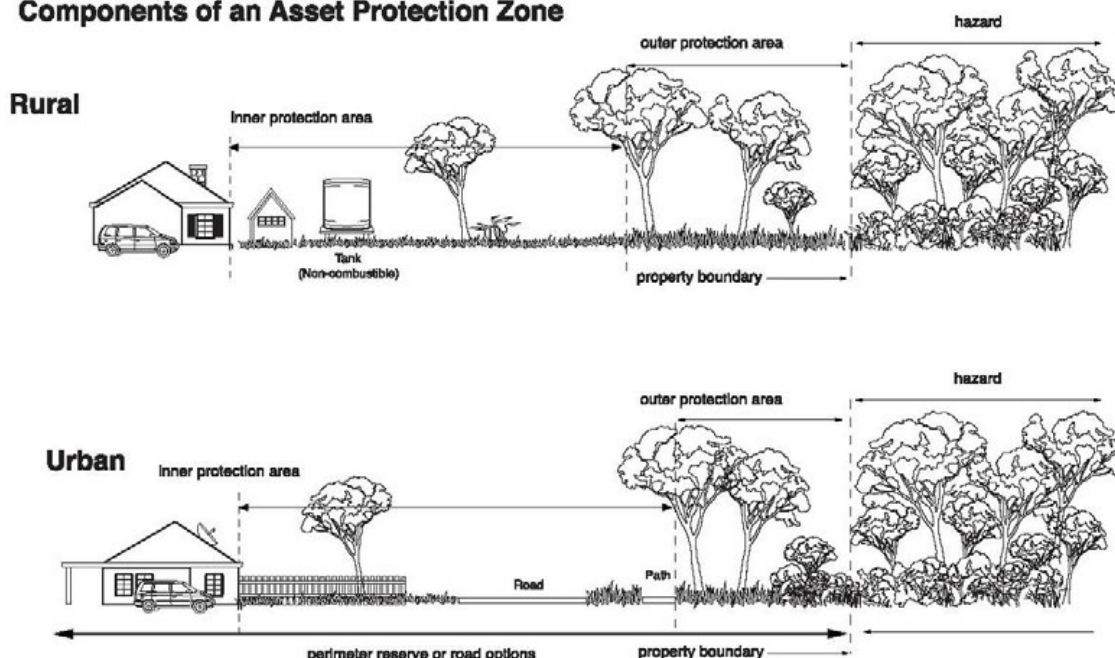 Components of an Asset Protection Zone
hazard
outer protection area
Rural
Inner protection area
Tank
(Non-combustible)
property boundary
hazard
outer protection area
Urban
Inner protection area
Path
Road
perimeter reserve or road options
property boundary